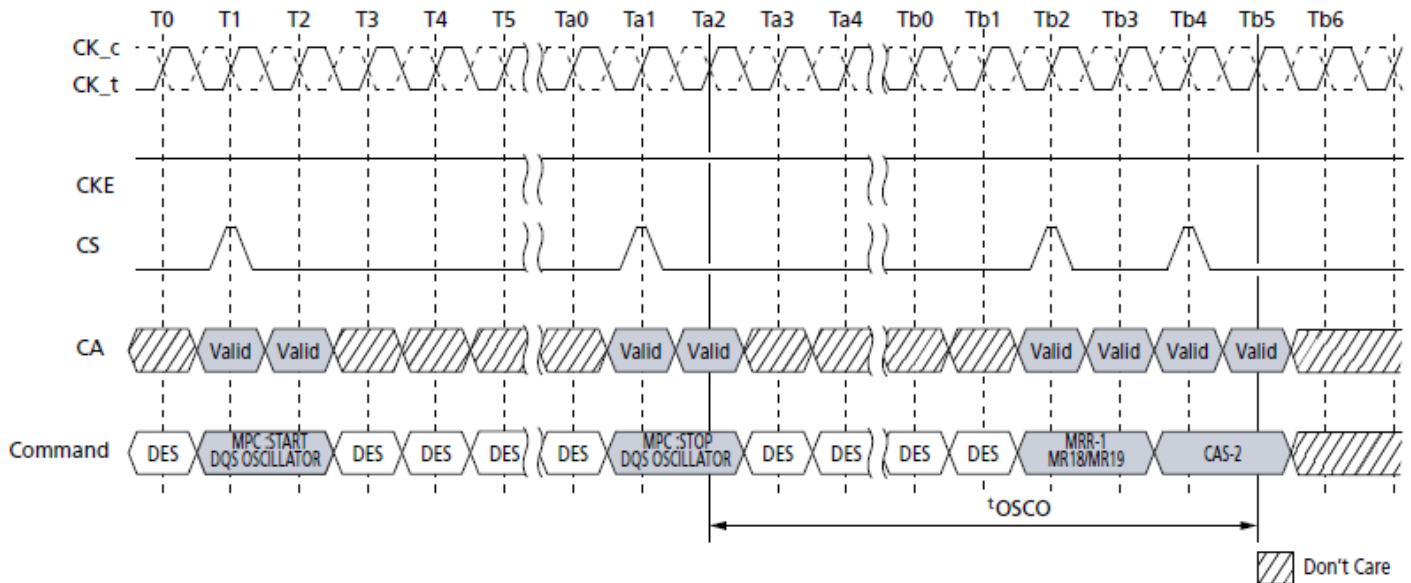 T0 T1 T2 T3 T4 T5 Ta0 Ta1 Ta2 Ta3 Ta4 Tb0 Tb1 Tb2 Tb3 Tb4 Tb5 Tb6
CK_c
CK_t
CKE
CS
CA Valid Valid Valid Valid Valid Valid Valid Valid
Command DES MPC :START DQS OSCILLATOR DES DES DES DES MPC :STOP DQS OSCILLATOR DES DES DES DES MRR-1 MR18/MR19 CAS-2
tOSCO
Don't Care